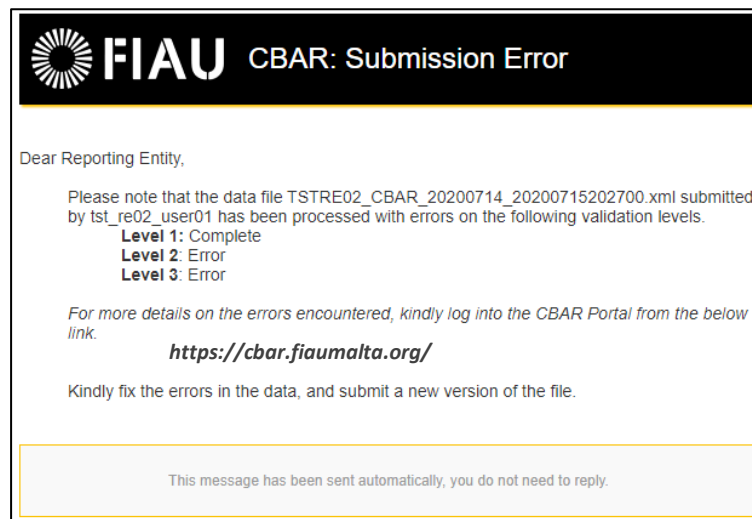 FIAU CBAR: Submission Error
Dear Reporting Entity,
Please note that the data file TSTRE02_CBAR_20200714_20200715202700.xml submitted
by tst_re02_user01 has been processed with errors on the following validation levels.
Level 1: Complete
Level 2: Error
Level 3: Error
For more details on the errors encountered, kindly log into the CBAR Portal from the below
link.
https://cbar.fiaumalta.org/
Kindly fix the errors in the data, and submit a new version of the file.
This message has been sent automatically, you do not need to reply.